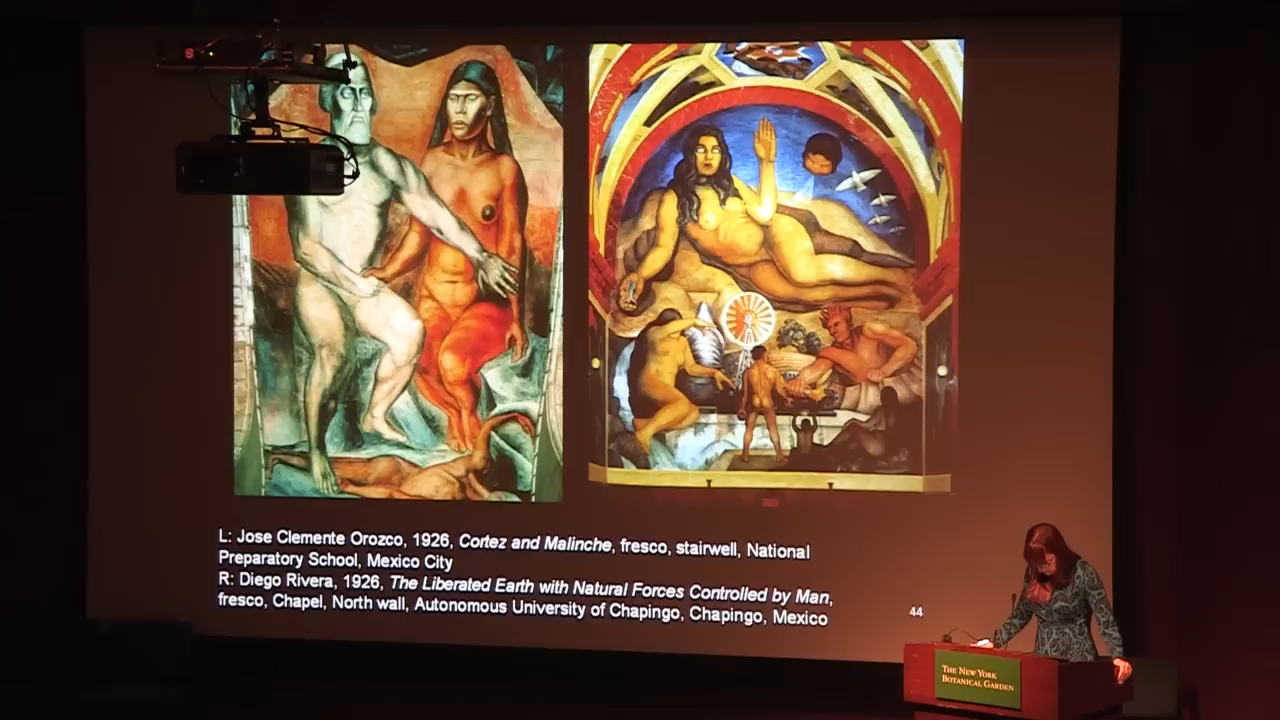 L: Jose Clemente Orozco, 1926, Cortez and Malinche, fresco, stairwell, National
Preparatory School, Mexico City
R: Diego Rivera, 1926, The Liberated Earth with Natural Forces Controlled by Man,
fresco, Chapel, North wall, Autonomous University of Chapingo, Chapingo, Mexico
44
THE NEW YORK
BOTANICAL GARDEN